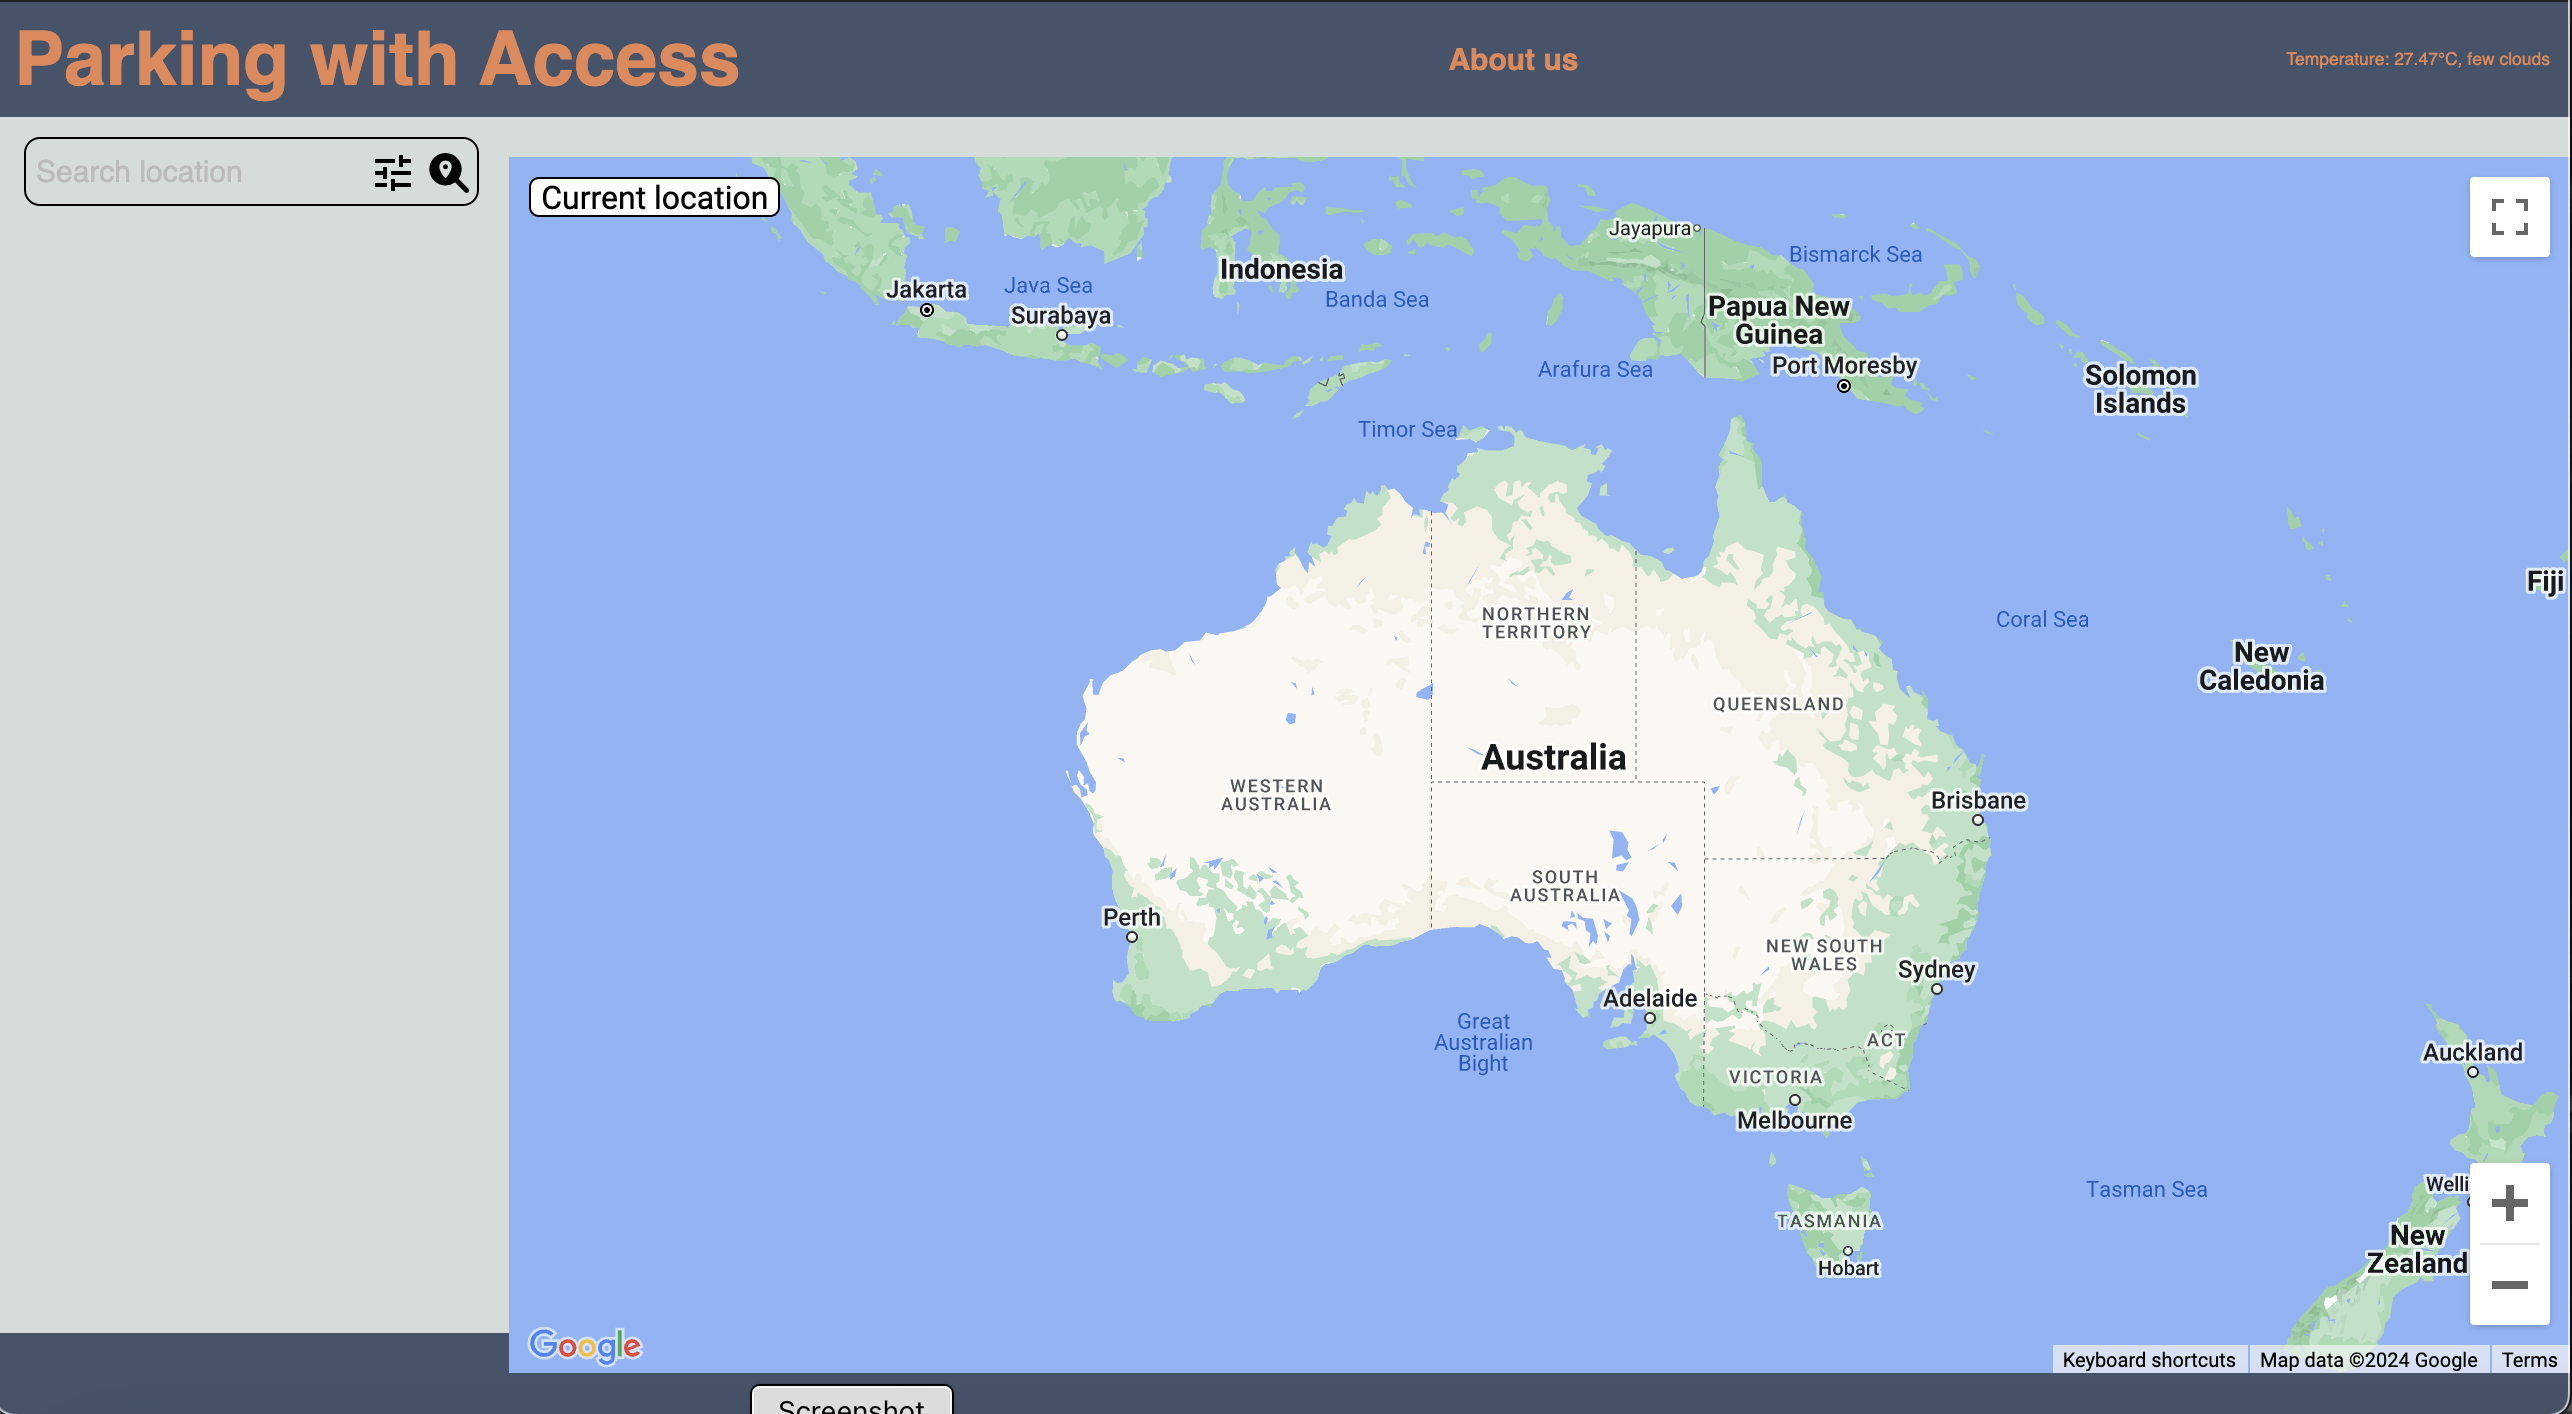 Parking with Access
About us
Temperature: 27.47°C, few clouds
Search location
Current location
Jayapura
Bismarck Sea
Indonesia
Java Sea
Jakarta
Banda Sea
Surabaya
Papua New
Guinea
Arafura Sea
Port Moresby
Solomon
Islands
Timor Sea
Fiji
NORTHERN
TERRITORY
Coral Sea
New
Caledonia
QUEENSLAND
Australia
WESTERN
AUSTRALIA
Brisbane
SOUTH
AUSTRALIA
Perth
NEW SOUTH
WALES
Sydney
Adelaide
Great
Australian
Bight
ACT
Auckland
VICTORIA
Melbourne
Welli
Tasman Sea
TASMANIA
New
Zealand
Hobart
Google
Keyboard shortcuts
Map data ©2024 Google
Terms
Screenshot